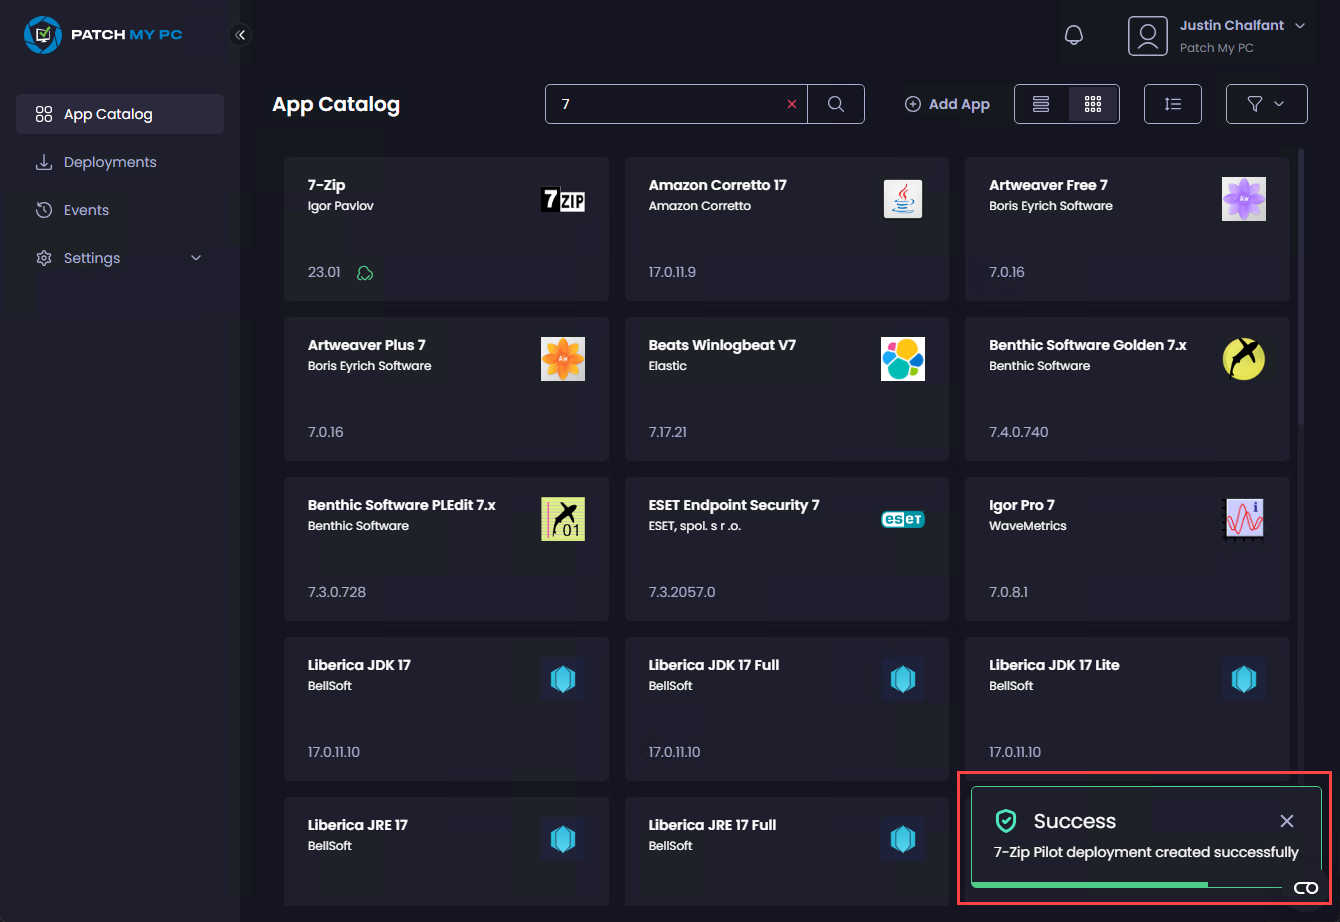 PATCH MY PC
Justin Chalfant
Patch My PC
App Catalog
Deployments
Events
Settings
App Catalog
7
Add App
7-Zip
Igor Pavlov
7ZIP
23.01
Amazon Corretto 17
Amazon Corretto
17.0.11.9
Artweaver Free 7
Boris Eyrich Software
Aw
7.0.16
Artweaver Plus 7
Boris Eyrich Software
Aw
7.0.16
Beats Winlogbeat V7
Elastic
7.17.21
Benthic Software Golden 7.x
Benthic Software
7.4.0.740
Benthic Software PLEdit 7.x
Benthic Software
01
7.3.0.728
ESET Endpoint Security 7
ESET, spol. s r .o.
eseT
7.3.2057.0
Igor Pro 7
WaveMetrics
i
7.0.8.1
Liberica JDK 17
BellSoft
17.0.11.10
Liberica JDK 17 Full
BellSoft
17.0.11.10
Liberica JDK 17 Lite
BellSoft
17.0.11.10
Liberica JRE 17
BellSoft
Liberica JRE 17 Full
BellSoft
Success
7-Zip Pilot deployment created successfully